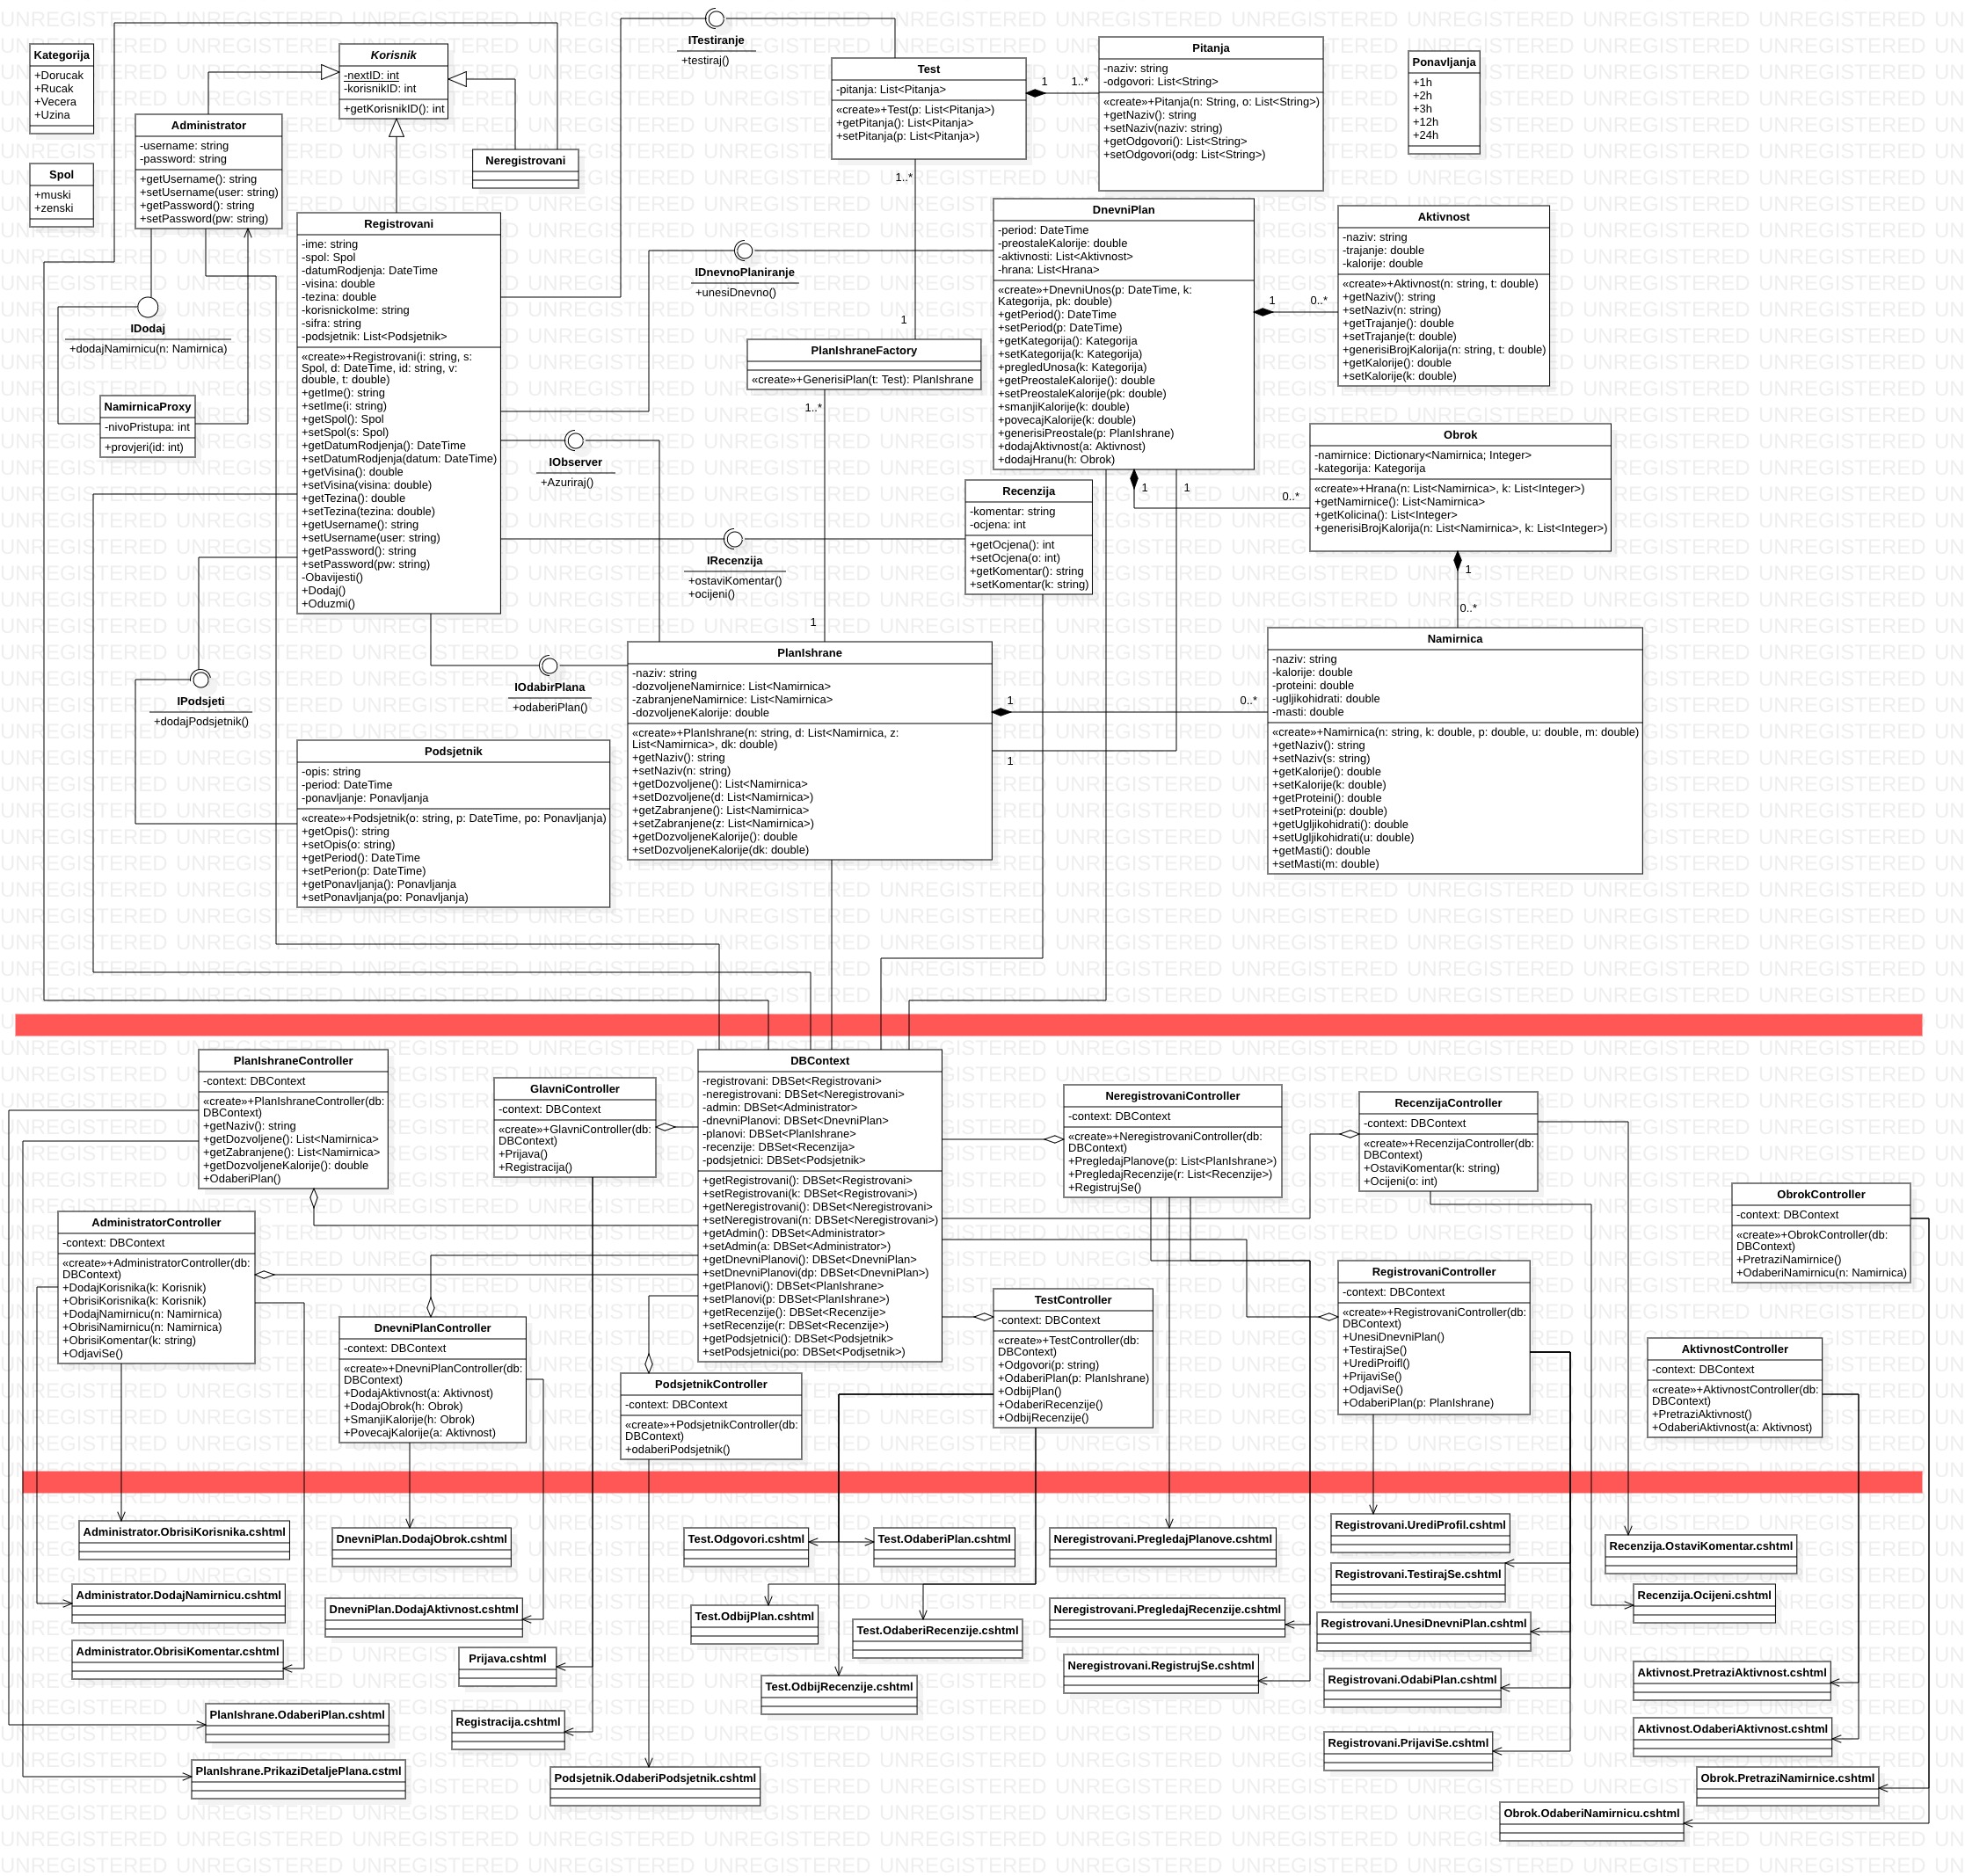 Kategorija
+Dorucak
+Rucak
+Vecera
+Uzina
Spol
+muski
+zenski
Korisnik
-nextID: int
-korisnikID: int
+getKorisnikID(): int
Administrator
-username: string
-password: string
+getUsername(): string
+setUsername(user: string)
+getPassword(): string
+setPassword(pw: string)
Neregistrovani
ITestiranje
+testiraj()
Test
-pitanja: List<Pitanja>
«create»+Test(p: List<Pitanja>)
+getPitanja(): List<Pitanja>
+setPitanja(p: List<Pitanja>)
1
1..*
Pitanja
-naziv: string
-odgovori: List<String>
«create»+Pitanja(n: String, o: List<String>)
+getNaziv(): string
+setNaziv(naziv: string)
+getOdgovori(): List<String>
+setOdgovori(odg: List<String>)
Ponavljanja
+1h
+2h
+3h
+12h
+24h
Registrovani
-ime: string
-spol: Spol
-datumRodjenja: DateTime
-visina: double
-tezina: double
-korisnickoIme: string
-sifra: string
-podsjetnik: List<Podsjetnik>
«create»+Registrovani(i: string, s:
Spol, d: DateTime, id: string, v:
double, t: double)
+getIme(): string
+setIme(i: string)
+getSpol(): Spol
+setSpol(s: Spol)
+getDatumRodjenja(): DateTime
+setDatumRodjenja(datum: DateTime)
+getVisina(): double
+setVisina(visina: double)
+getTezina(): double
+setTezina(tezina: double)
+getUsername(): string
+setUsername(user: string)
+getPassword(): string
+setPassword(pw: string)
-Obavijesti()
+Dodaj()
+Oduzmi()
IDodaj
+dodajNamirnicu(n: Namirnica)
NamirnicaProxy
-nivoPristupa: int
+provjeri(id: int)
IDnevnoPlaniranje
+unesiDnevno()
1..*
1
PlanIshraneFactory
«create»+GenerisiPlan(t: Test): PlanIshrane
1..*
1
DnevniPlan
-period: DateTime
-preostaleKalorije: double
-aktivnosti: List<Aktivnost>
-hrana: List<Hrana>
«create»+DnevniUnos(p: DateTime, k:
Kategorija, pk: double)
+getPeriod(): DateTime
+setPeriod(p: DateTime)
+getKategorija(): Kategorija
+setKategorija(k: Kategorija)
+pregledUnosa(k: Kategorija)
+getPreostaleKalorije(): double
+setPreostaleKalorije(pk: double)
+smanjiKalorije(k: double)
+povecajKalorije(k: double)
+generisiPreostale(p: PlanIshrane)
+dodajAktivnost(a: Aktivnost)
+dodajHranu(h: Obrok)
1
0..*
Aktivnost
-naziv: string
-trajanje: double
-kalorije: double
«create»+Aktivnost(n: string, t: double)
+getNaziv(): string
+setNaziv(n: string)
+getTrajanje(): double
+setTrajanje(t: double)
+generisiBrojKalorija(n: string, t: double)
+getKalorije(): double
+setKalorije(k: double)
Obrok
-namirnice: Dictionary<Namirnica; Integer>
-kategorija: Kategorija
«create»+Hrana(n: List<Namirnica>, k: List<Integer>)
+getNamirnice(): List<Namirnica>
+getKolicina(): List<Integer>
+generisiBrojKalorija(n: List<Namirnica>, k: List<Integer>)
1
1
0..*
1
0..*
IObserver
+Azuriraj()
Recenzija
-komentar: string
-ocjena: int
+getOcjena(): int
+setOcjena(o: int)
+getKomentar(): string
+setKomentar(k: string)
IRecenzija
+ostaviKomentar()
+ocijeni()
IPodsjeti
+dodajPodsjetnik()
IOdabirPlana
+odaberiPlan()
PlanIshrane
-naziv: string
-dozvoljeneNamirnice: List<Namirnica>
-zabranjeneNamirnice: List<Namirnica>
-dozvoljeneKalorije: double
«create»+PlanIshrane(n: string, d: List<Namirnica, z:
List<Namirnica>, dk: double)
+getNaziv(): string
+setNaziv(n: string)
+getDozvoljene(): List<Namirnica>
+setDozvoljene(d: List<Namirnica>)
+getZabranjene(): List<Namirnica>
+setZabranjene(z: List<Namirnica>)
+getDozvoljeneKalorije(): double
+setDozvoljeneKalorije(dk: double)
1
0..*
1
Namirnica
-naziv: string
-kalorije: double
-proteini: double
-ugljikohidrati: double
-masti: double
«create»+Namirnica(n: string, k: double, p: double, u: double, m: double)
+getNaziv(): string
+setNaziv(s: string)
+getKalorije(): double
+setKalorije(k: double)
+getProteini(): double
+setProteini(p: double)
+getUgljikohidrati(): double
+setUgljikohidrati(u: double)
+getMasti(): double
+setMasti(m: double)
Podsjetnik
-opis: string
-period: DateTime
-ponavljanje: Ponavljanja
«create»+Podsjetnik(o: string, p: DateTime, po: Ponavljanja)
+getOpis(): string
+setOpis(o: string)
+getPeriod(): DateTime
+setPerion(p: DateTime)
+getPonavljanja(): Ponavljanja
+setPonavljanja(po: Ponavljanja)
PlanIshraneController
-context: DBContext
«create»+PlanIshraneController(db:
DBContext)
+getNaziv(): string
+getDozvoljene(): List<Namirnica>
+getZabranjene(): List<Namirnica>
+getDozvoljeneKalorije(): double
+OdaberiPlan()
GlavniController
-context: DBContext
«create»+GlavniController(db:
DBContext)
+Prijava()
+Registracija()
DBContext
-registrovani: DBSet<Registrovani>
-neregistrovani: DBSet<Neregistrovani>
-admin: DBSet<Administrator>
-dnevniPlanovi: DBSet<DnevniPlan>
-planovi: DBSet<PlanIshrane>
-recenzije: DBSet<Recenzija>
-podsjetnici: DBSet<Podsjetnik>
+getRegistrovani(): DBSet<Registrovani>
+setRegistrovani(k: DBSet<Registrovani>)
+getNeregistrovani(): DBSet<Neregistrovani>
+setNeregistrovani(n: DBSet<Neregistrovani>)
+getAdmin(): DBSet<Administrator>
+setAdmin(a: DBSet<Administrator>)
+getDnevniPlanovi(): DBSet<DnevniPlan>
+setDnevniPlanovi(dp: DBSet<DnevniPlan>)
+getPlanovi(): DBSet<PlanIshrane>
+setPlanovi(p: DBSet<PlanIshrane>)
+getRecenzije(): DBSet<Recenzije>
+setRecenzije(r: DBSet<Recenzije>)
+getPodsjetnici(): DBSet<Podsjetnik>
+setPodsjetnici(po: DBSet<Podjsetnik>)
NeregistrovaniController
-context: DBContext
«create»+NeregistrovaniController(db:
DBContext)
+PregledajPlanove(p: List<PlanIshrane>)
+PregledajRecenzije(r: List<Recenzije>)
+RegistrujSe()
RecenzijaController
-context: DBContext
«create»+RecenzijaController(db:
DBContext)
+OstaviKomentar(k: string)
+Ocijeni(o: int)
ObrokController
-context: DBContext
«create»+ObrokController(db:
DBContext)
+PretraziNamirnice()
+OdaberiNamirnicu(n: Namirnica)
AdministratorController
-context: DBContext
«create»+AdministratorController(db:
DBContext)
+DodajKorisnika(k: Korisnik)
+ObrisiKorisnika(k: Korisnik)
+DodajNamirnicu(n: Namirnica)
+ObrisiNamirnicu(n: Namirnica)
+ObrisiKomentar(k: string)
+OdjaviSe()
DnevniPlanController
-context: DBContext
«create»+DnevniPlanController(db:
DBContext)
+DodajAktivnost(a: Aktivnost)
+DodajObrok(h: Obrok)
+SmanjiKalorije(h: Obrok)
+PovecajKalorije(a: Aktivnost)
PodsjetnikController
-context: DBContext
«create»+PodsjetnikController(db:
DBContext)
+odaberiPodsjetnik()
TestController
-context: DBContext
«create»+TestController(db:
DBContext)
+Odgovori(p: string)
+OdaberiPlan(p: PlanIshrane)
+OdbijPlan()
+OdaberiRecenzije()
+OdbijRecenzije()
RegistrovaniController
-context: DBContext
«create»+RegistrovaniController(db:
DBContext)
+UnesiDnevniPlan()
+TestirajSe()
+UrediProifl()
+PrijaviSe()
+OdjaviSe()
+OdaberiPlan(p: PlanIshrane)
AktivnostController
-context: DBContext
«create»+AktivnostController(db:
DBContext)
+PretraziAktivnost()
+OdaberiAktivnost(a: Aktivnost)
Administrator.ObrisiKorisnika.cshtml
Administrator.DodajNamirnicu.cshtml
Administrator.ObrisiKomentar.cshtml
PlanIshrane.OdaberiPlan.cshtml
PlanIshrane.PrikaziDetaljePlana.cstml
DnevniPlan.DodajObrok.cshtml
DnevniPlan.DodajAktivnost.cshtml
Prijava.cshtml
Registracija.cshtml
Podsjetnik.OdaberiPodsjetnik.cshtml
Test.Odgovori.cshtml
Test.OdaberiPlan.cshtml
Test.OdbijPlan.cshtml
Test.OdaberiRecenzije.cshtml
Test.OdbijRecenzije.cshtml
Neregistrovani.PregledajPlanove.cshtml
Neregistrovani.PregledajRecenzije.cshtml
Neregistrovani.RegistrujSe.cshtml
Registrovani.UrediProfil.cshtml
Registrovani.TestirajSe.cshtml
Registrovani.UnesiDnevniPlan.cshtml
Registrovani.OdabiPlan.cshtml
Registrovani.PrijaviSe.cshtml
Recenzija.OstaviKomentar.cshtml
Recenzija.Ocijeni.cshtml
Aktivnost.PretraziAktivnost.cshtml
Aktivnost.OdaberiAktivnost.cshtml
Obrok.PretraziNamirnice.cshtml
Obrok.OdaberiNamirnicu.cshtml